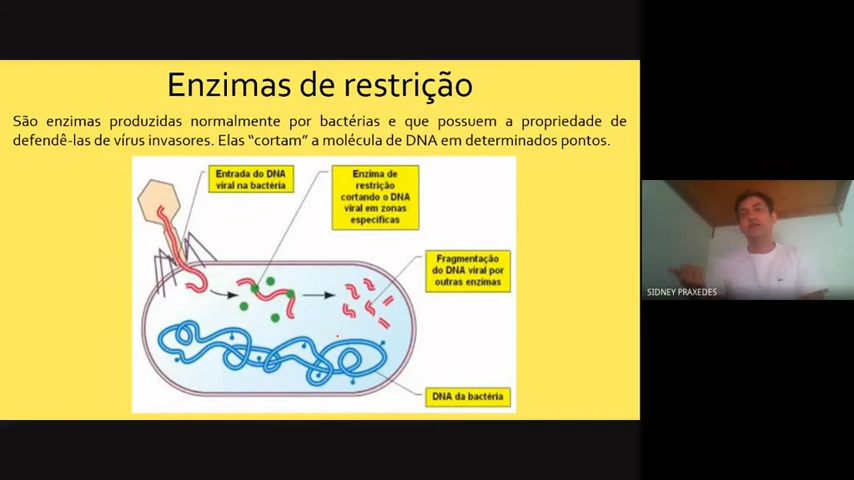 Enzimas de restrição
São enzimas produzidas normalmente por bactérias e que possuem a propriedade de
defendê-las de vírus invasores. Elas “cortam” a molécula de DNA em determinados pontos.
Entrada do DNA
viral na bactéria
Enzima de
restrição
cortando o DNA
viral em zonas
específicas
Fragmentação
do DNA viral por
outras enzimas
DNA da bactéria
SIDNEY PRAXEDES